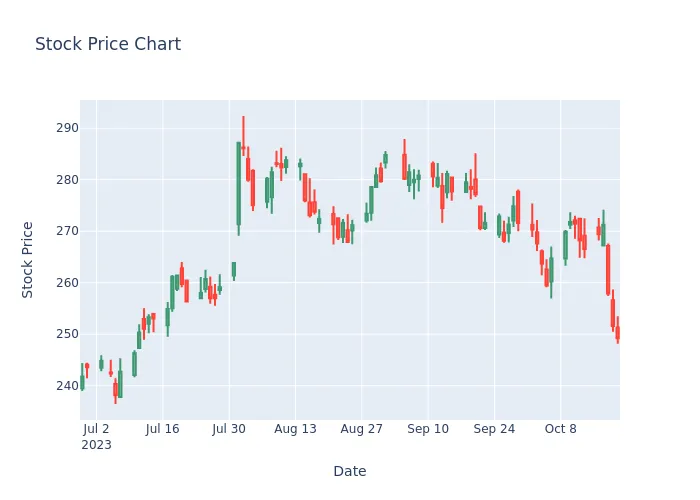 Stock Price Chart
290
280
270
260
250
240
Stock Price
Jul 2
2023
Jul 16
Jul 30
Aug 13
Aug 27
Sep 10
Sep 24
Oct 8
Date